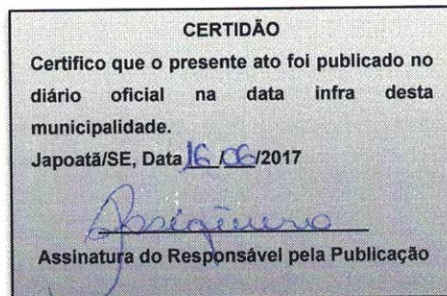 CERTIDÃO
Certifico que o presente ato foi publicado no
diário oficial na data infra desta
municipalidade.
Japoatã/SE, Data 16/06/2017
Assinatura do Responsável pela Publicação